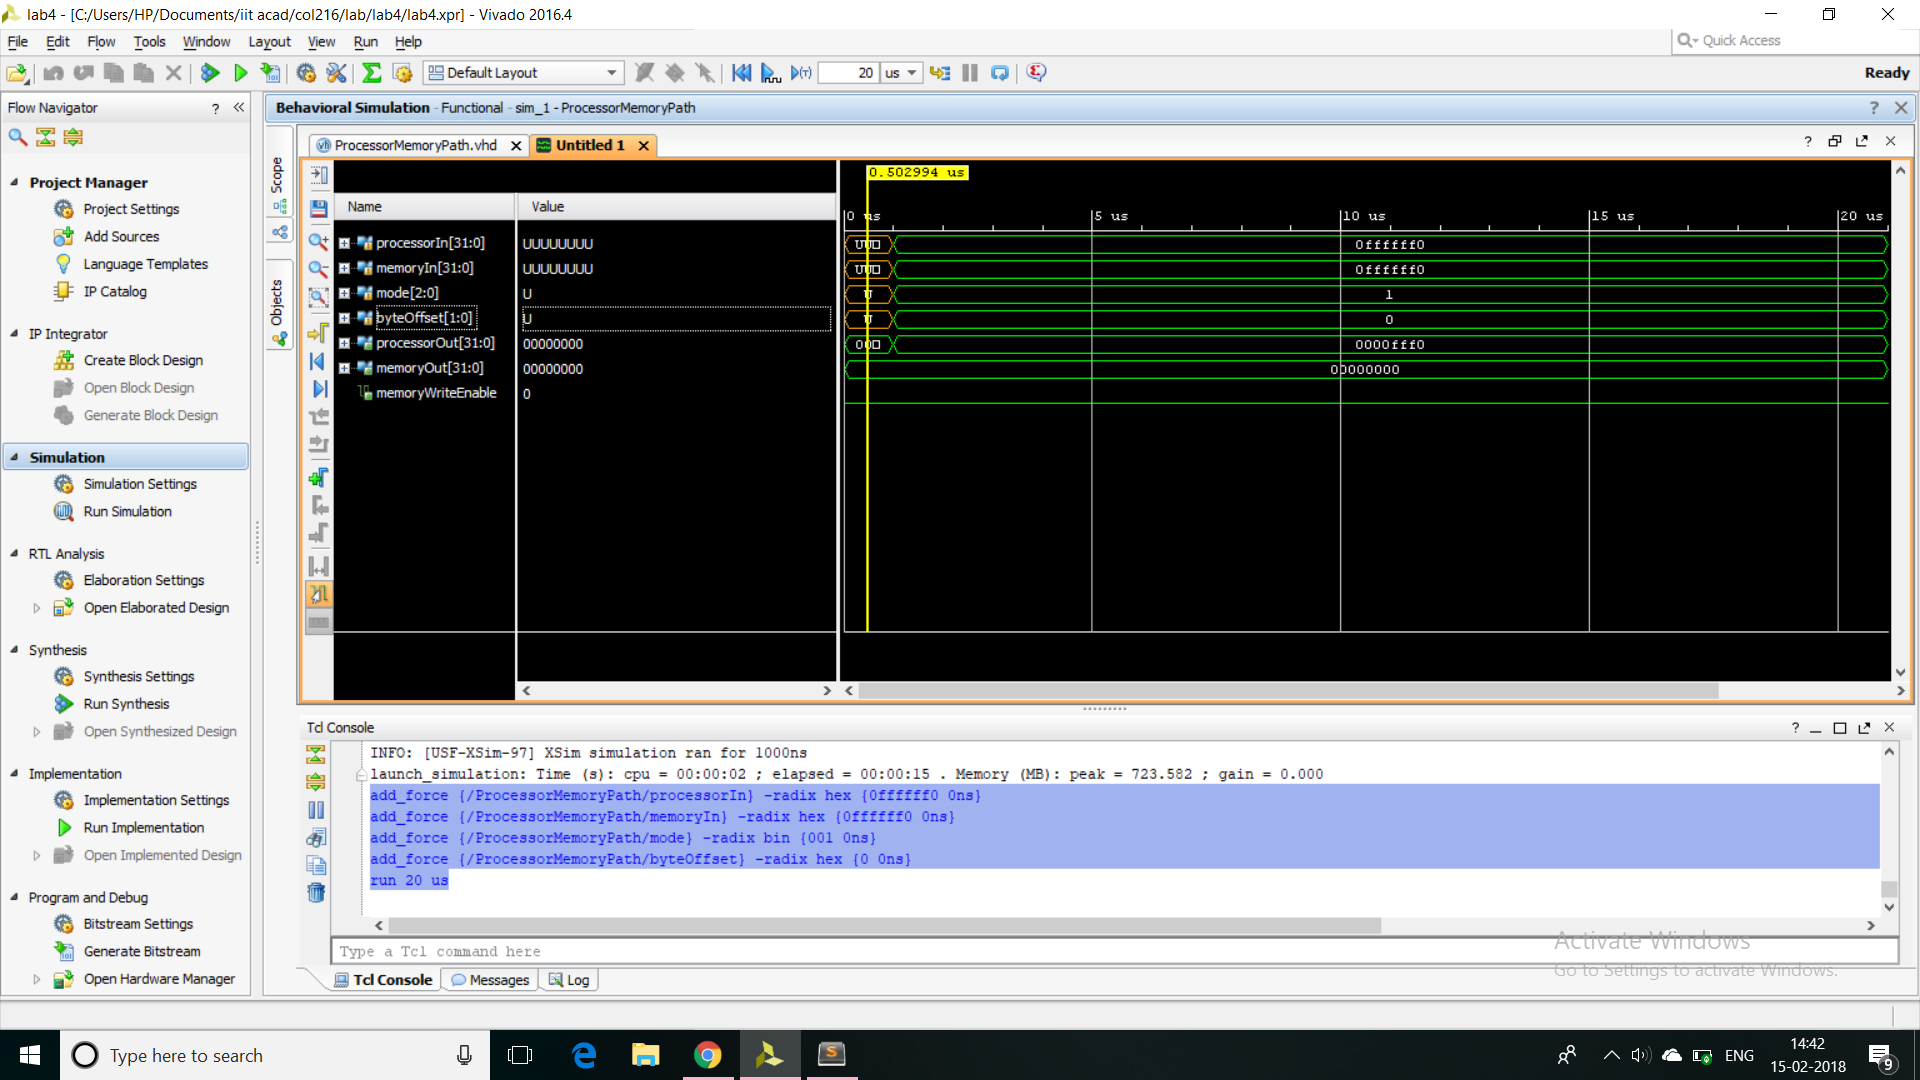 lab4 - [C:/Users/HP/Documents/iit acad/col216/lab/lab4/lab4.xpr] - Vivado 2016.4
File Edit Flow Tools Window Layout View Run Help
Quick Access
Default Layout
20 us
Ready
Flow Navigator
Behavioral Simulation - Functional - sim_1 - ProcessorMemoryPath
Project Manager
Project Settings
Add Sources
Language Templates
IP Catalog
IP Integrator
Create Block Design
Open Block Design
Generate Block Design
Simulation
Simulation Settings
Run Simulation
RTL Analysis
Elaboration Settings
Open Elaborated Design
Synthesis
Synthesis Settings
Run Synthesis
Open Synthesized Design
Implementation
Implementation Settings
Run Implementation
Open Implemented Design
Program and Debug
Bitstream Settings
Generate Bitstream
Open Hardware Manager
Scope
Objects
ProcessorMemoryPath.vhd Untitled 1
0.502994 us
Name Value
0 us 5 us 10 us 15 us 20 us
processorIn[31:0] UUUUUUUU UU 0ffffff0
memoryIn[31:0] UUUUUUUU UU 0ffffff0
mode[2:0] U U 1
byteOffset[1:0] U U 0
processorOut[31:0] 00000000 00 0000fff0
memoryOut[31:0] 00000000 00000000
memoryWriteEnable 0
Tcl Console
INFO: [USF-XSim-97] XSim simulation ran for 1000ns
launch_simulation: Time (s): cpu = 00:00:02 ; elapsed = 00:00:15 . Memory (MB): peak = 723.582 ; gain = 0.000
add_force {/ProcessorMemoryPath/processorIn} -radix hex {0ffffff0 0ns}
add_force {/ProcessorMemoryPath/memoryIn} -radix hex {0ffffff0 0ns}
add_force {/ProcessorMemoryPath/mode} -radix bin {001 0ns}
add_force {/ProcessorMemoryPath/byteOffset} -radix hex {0 0ns}
run 20 us
Type a Tcl command here
Activate Windows
Go to Settings to activate Windows.
Tcl Console Messages Log
Type here to search
ENG
14:42
15-02-2018
9